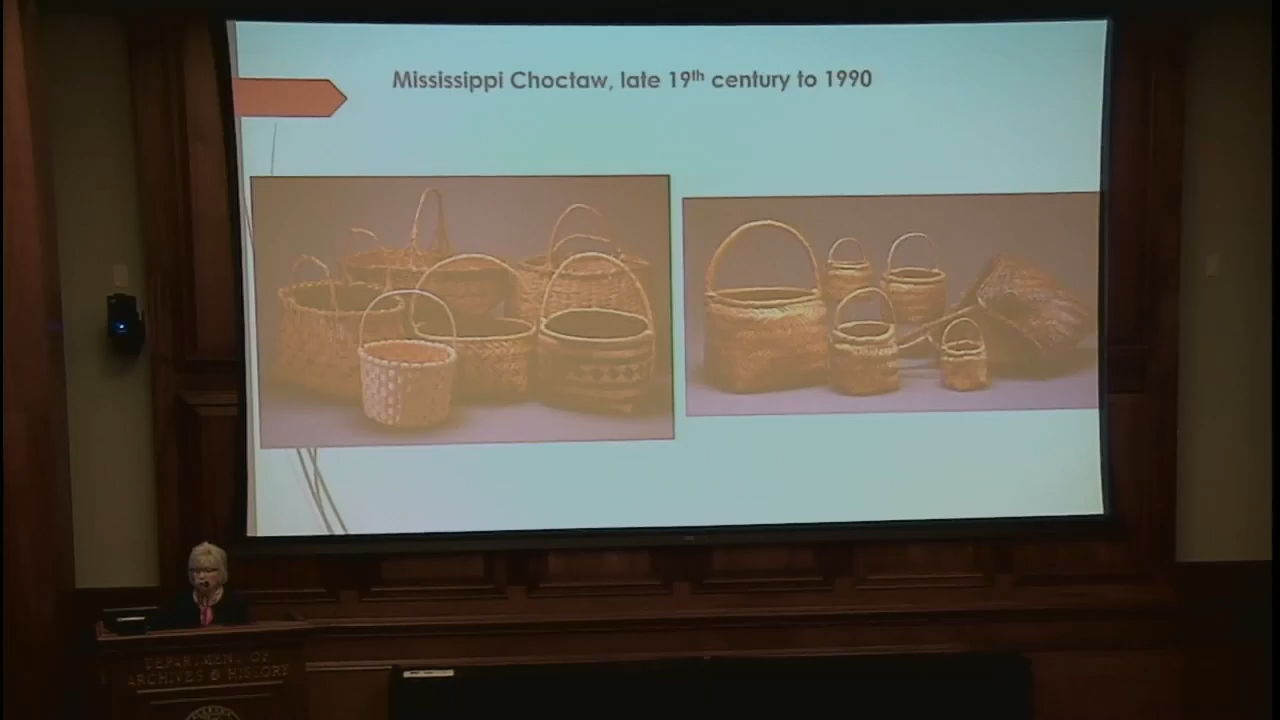 Mississippi Choctaw, late 19th century to 1990
DEPARTMENT OF
ARCHIVES & HISTORY